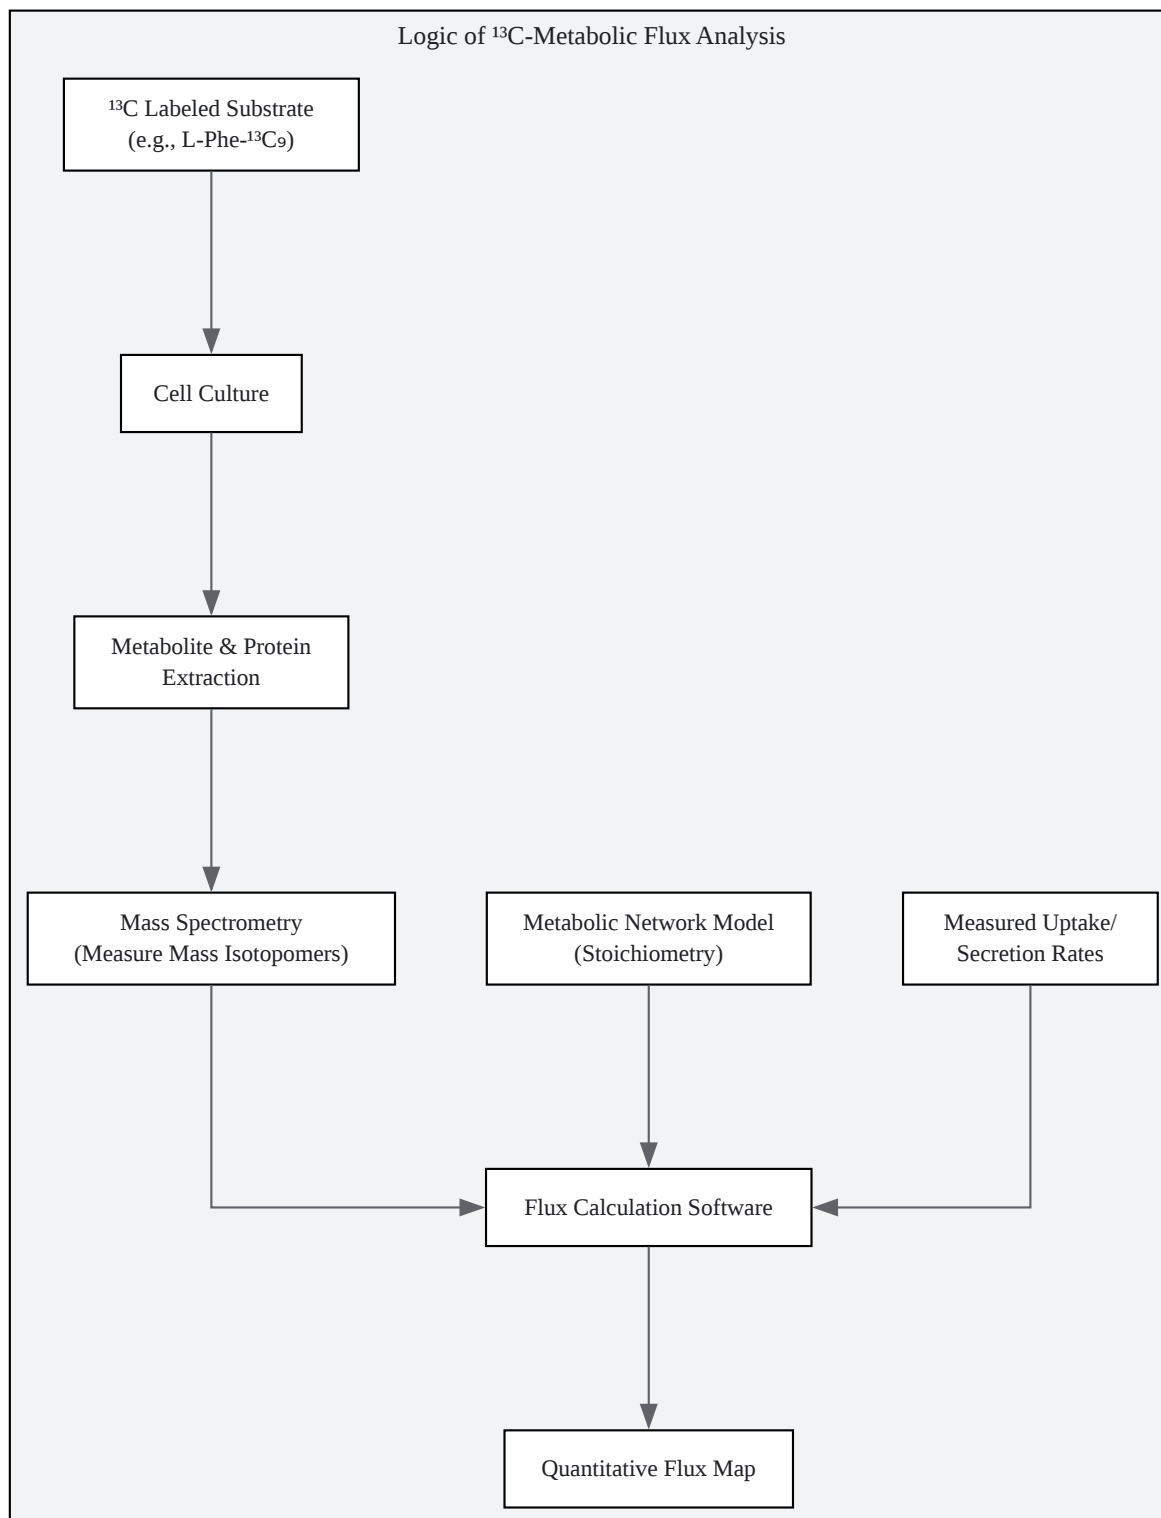 Logic of ¹³C-Metabolic Flux Analysis
¹³C Labeled Substrate
(e.g., L-Phe-¹³C₉)
Cell Culture
Metabolite & Protein
Extraction
Mass Spectrometry
(Measure Mass Isotopomers)
Metabolic Network Model
(Stoichiometry)
Measured Uptake/
Secretion Rates
Flux Calculation Software
Quantitative Flux Map